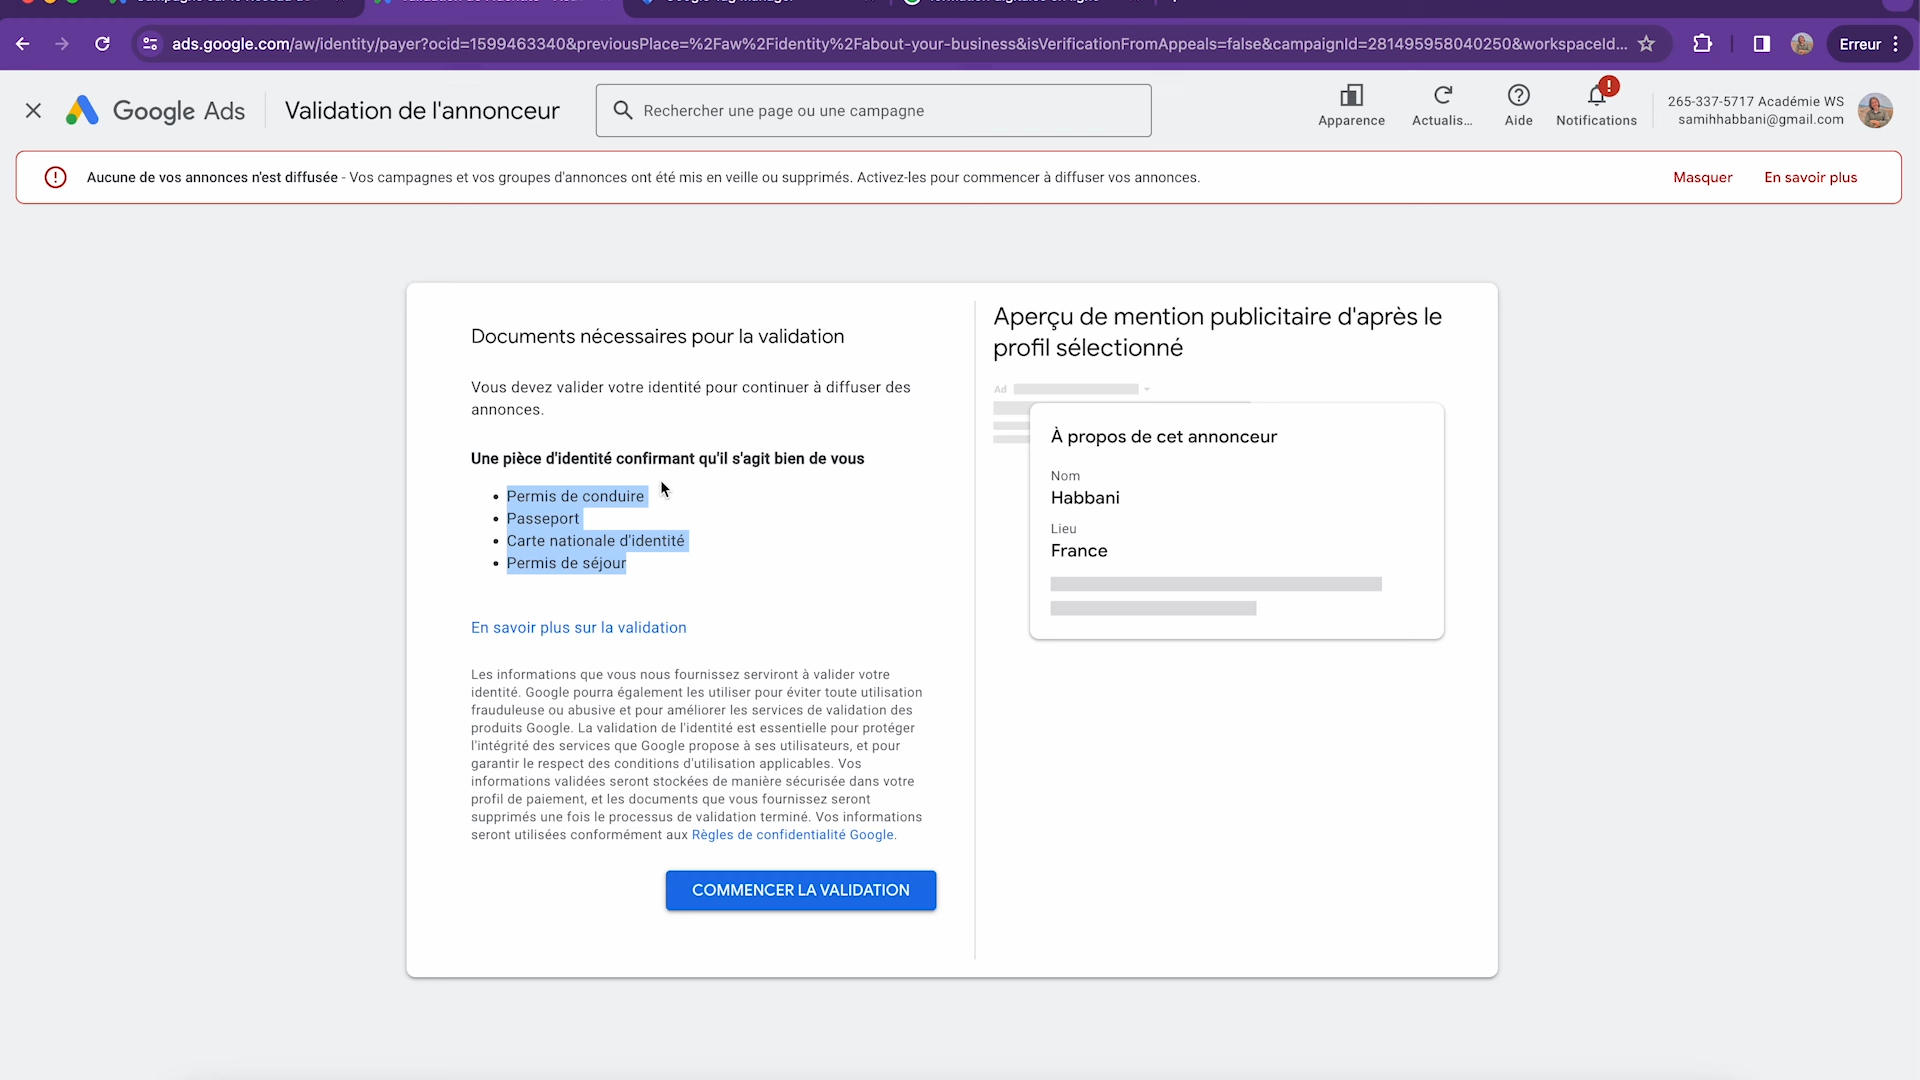 Google Tag Manager
ads.google.com/aw/identity/payer?ocid=1599463340&previousPlace=%2Faw%2Fidentity%2Fabout-your-business&isVerificationFromAppeals=false&campaignId=281495958040250&workspaceId...
Erreur
Google Ads
Validation de l'annonceur
Rechercher une page ou une campagne
Apparence
Actualis...
Aide
Notifications
265-337-5717 Académie WS
samihhabbani@gmail.com
Aucune de vos annonces n'est diffusée - Vos campagnes et vos groupes d'annonces ont été mis en veille ou supprimés. Activez-les pour commencer à diffuser vos annonces.
Masquer
En savoir plus
Documents nécessaires pour la validation
Vous devez valider votre identité pour continuer à diffuser des
annonces.
Une pièce d'identité confirmant qu'il s'agit bien de vous
• Permis de conduire
• Passeport
• Carte nationale d'identité
• Permis de séjour
En savoir plus sur la validation
Les informations que vous nous fournissez serviront à valider votre
identité. Google pourra également les utiliser pour éviter toute utilisation
frauduleuse ou abusive et pour améliorer les services de validation des
produits Google. La validation de l'identité est essentielle pour protéger
l'intégrité des services que Google propose à ses utilisateurs, et pour
garantir le respect des conditions d'utilisation applicables. Vos
informations validées seront stockées de manière sécurisée dans votre
profil de paiement, et les documents que vous fournissez seront
supprimés une fois le processus de validation terminé. Vos informations
seront utilisées conformément aux Règles de confidentialité Google.
COMMENCER LA VALIDATION
Aperçu de mention publicitaire d'après le
profil sélectionné
Ad
À propos de cet annonceur
Nom
Habbani
Lieu
France